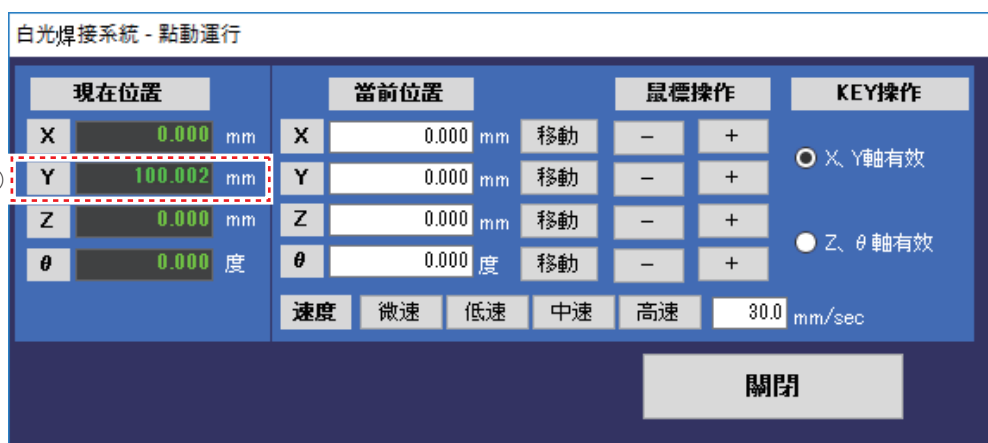 白光焊接系統 - 點動運行
現在位置 當前位置 鼠標操作 KEY操作
X 0.000 mm X 0.000 mm 移動 － +
X、Y軸有效
Y 100.002 mm Y 0.000 mm 移動 － +
Z 0.000 mm Z 0.000 mm 移動 － +
Z、θ軸有效
θ 0.000 度 θ 0.000 度 移動 － +
速度 微速 低速 中速 高速 30.0 mm/sec
關閉